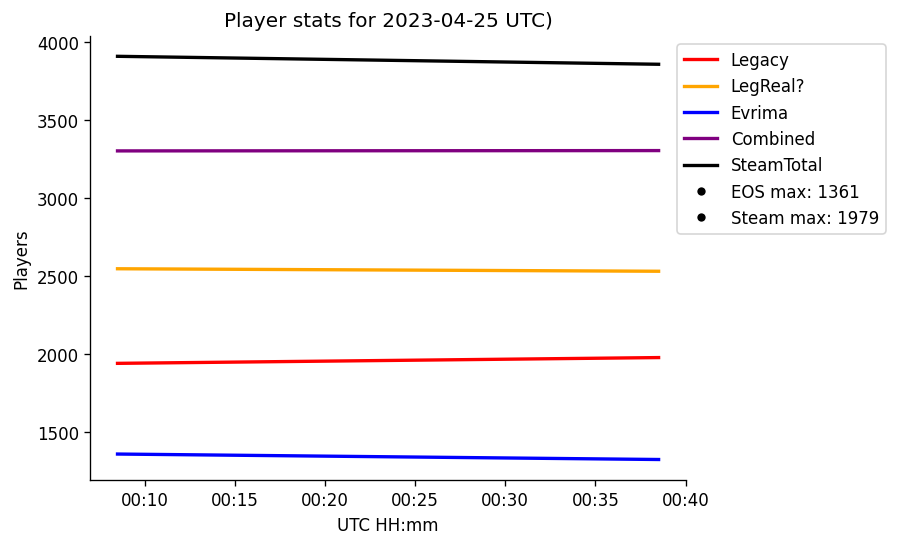 Player stats for 2023-04-25 UTC)
4000
3500
3000
2500
2000
1500
Players
00:10 00:15 00:20 00:25 00:30 00:35 00:40
UTC HH:mm
Legacy
LegReal?
Evrima
Combined
SteamTotal
EOS max: 1361
Steam max: 1979